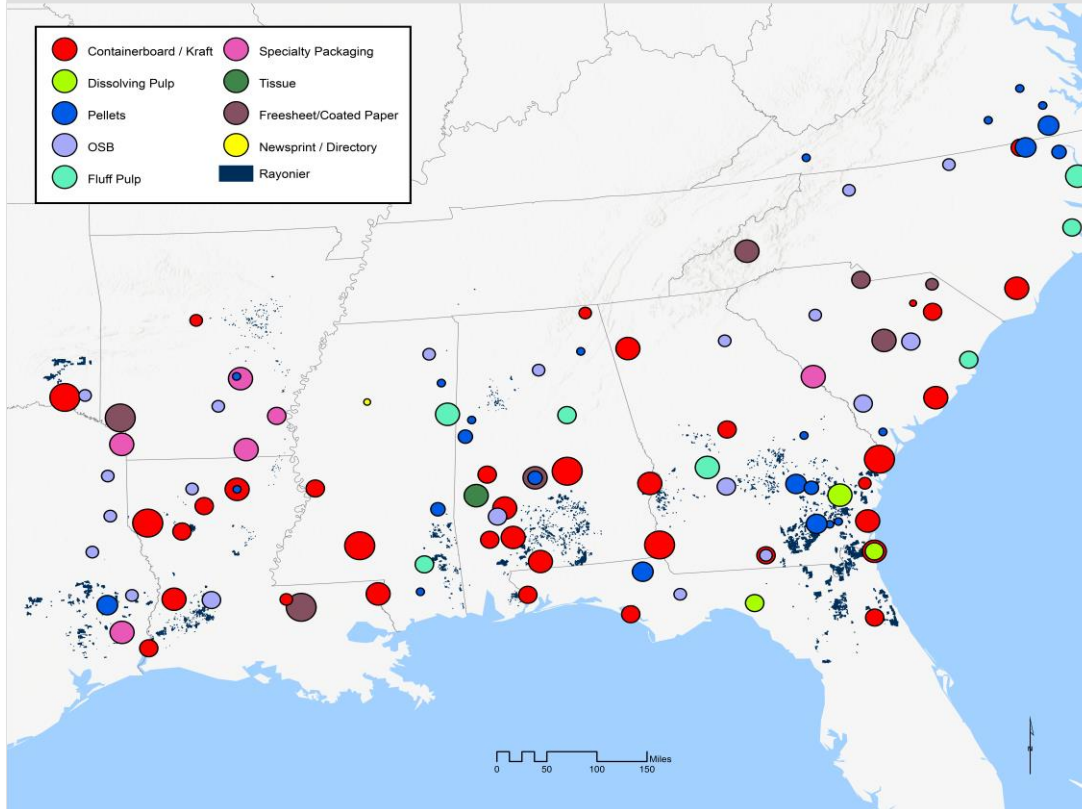 Containerboard / Kraft
Dissolving Pulp
Pellets
OSB
Fluff Pulp
Specialty Packaging
Tissue
Freesheet/Coated Paper
Newsprint / Directory
Rayonier
Miles
0 50 100 150
N